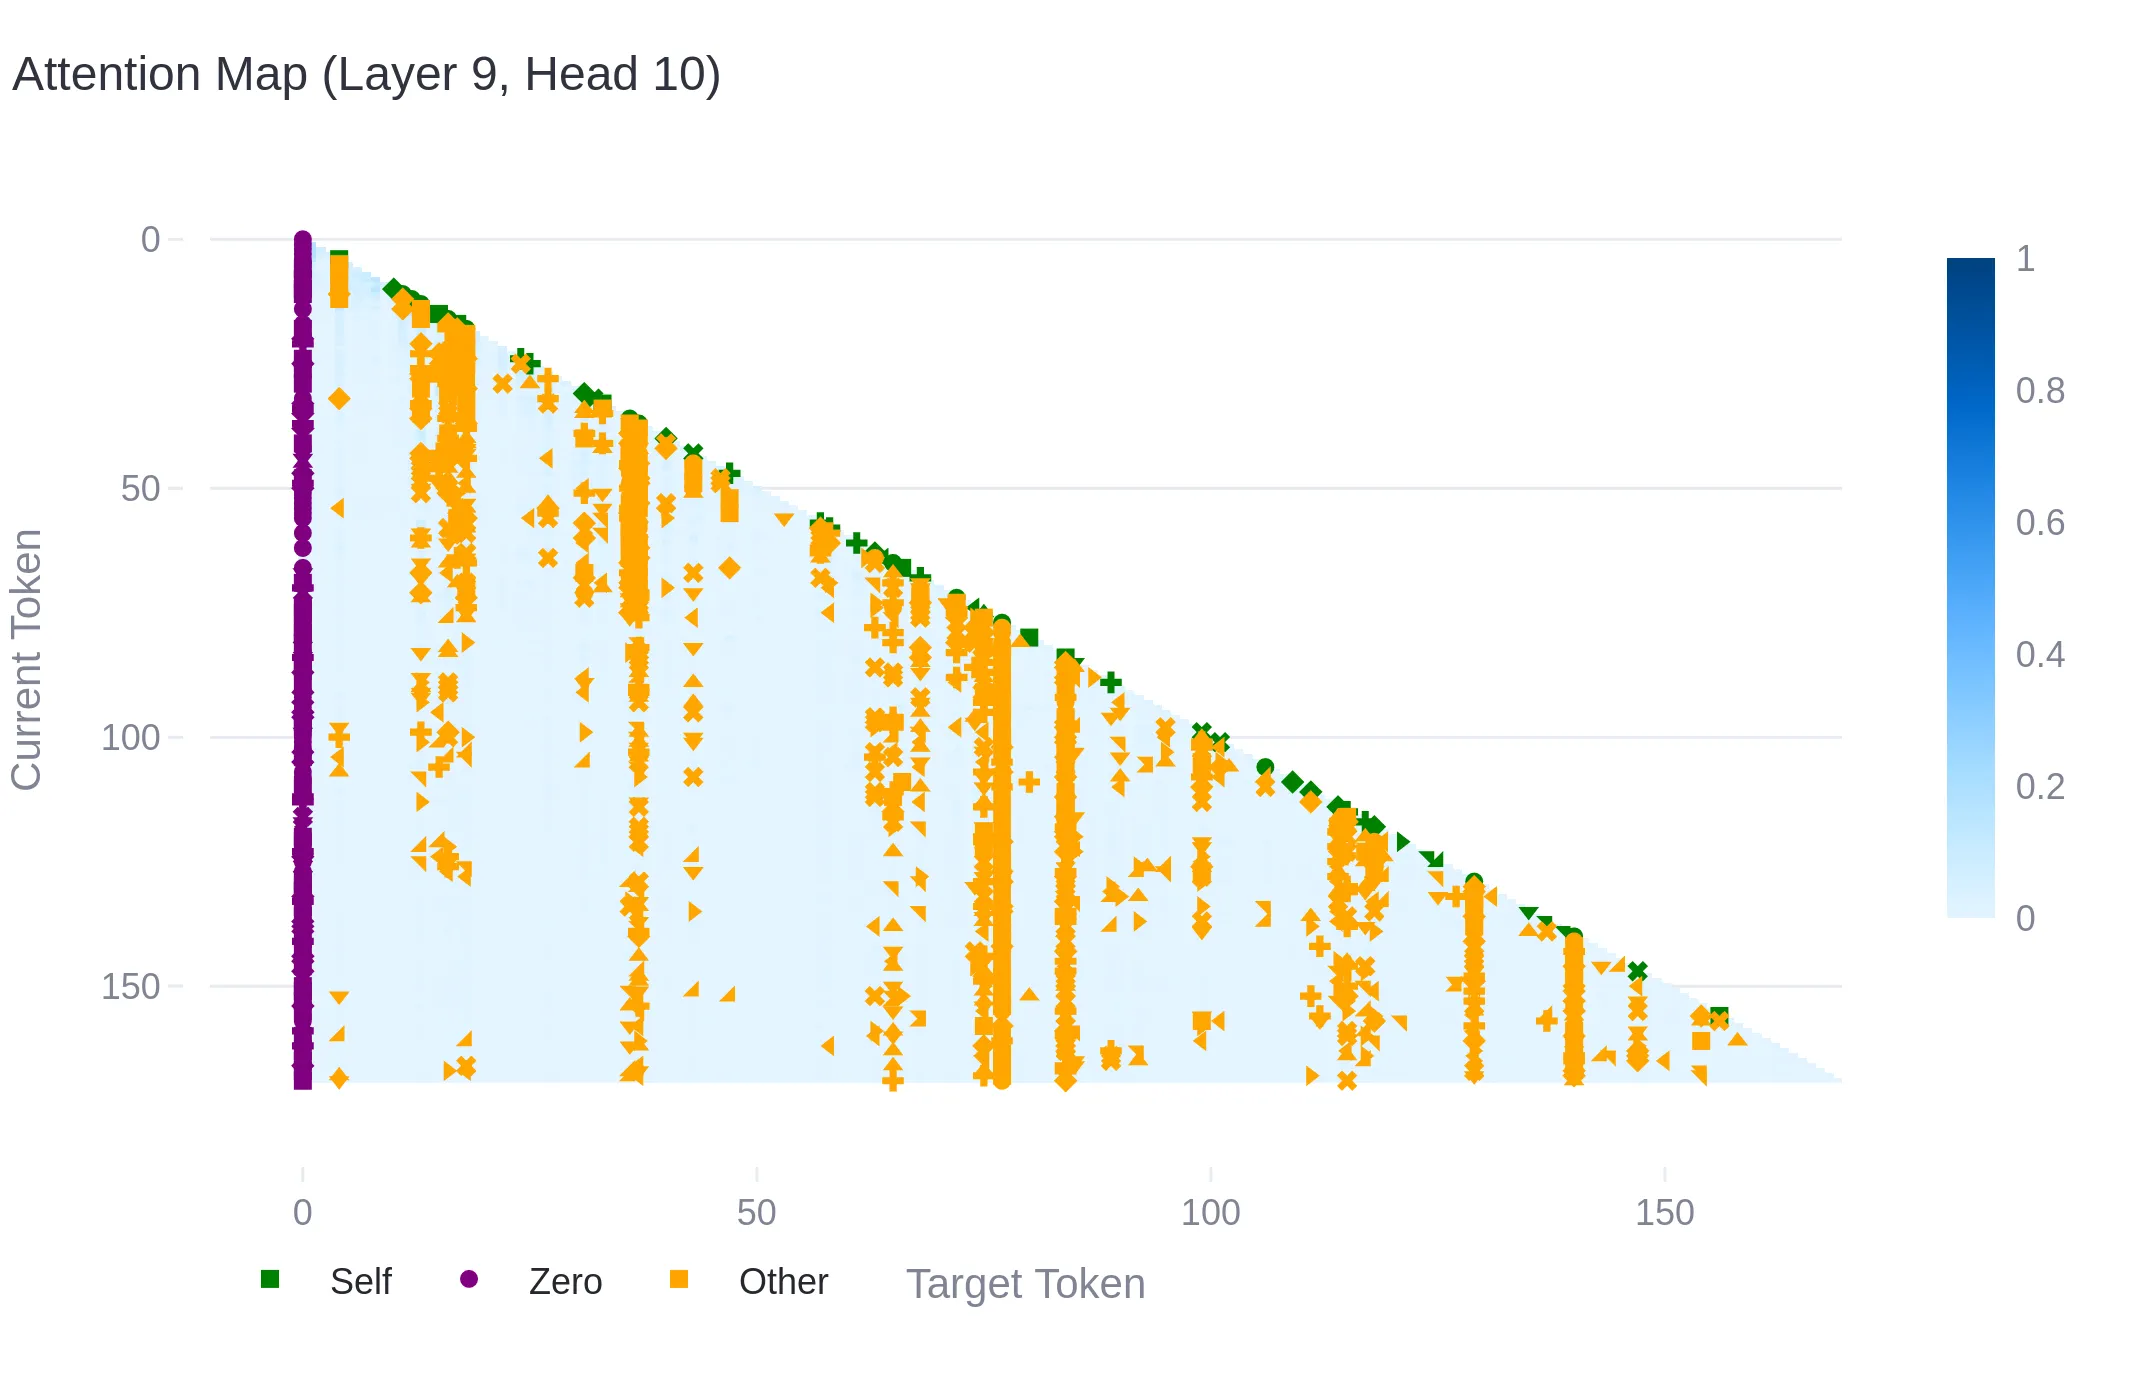 Attention Map (Layer 9, Head 10)
0
50
100
150
Current Token
1
0.8
0.6
0.4
0.2
0
0 50 100 150
Self Zero Other Target Token